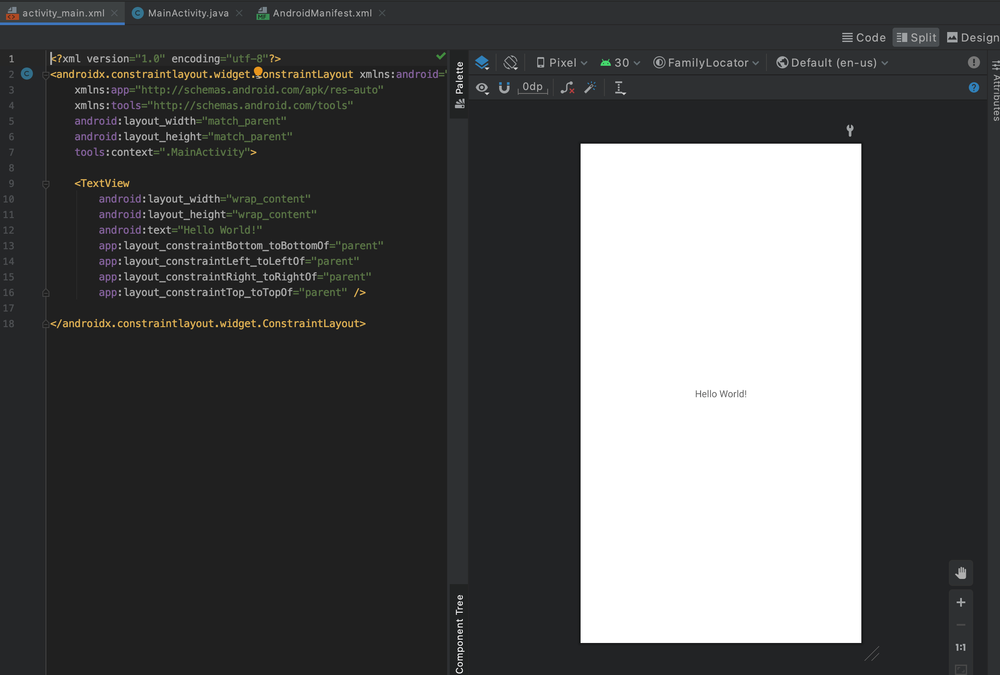 activity_main.xml
MainActivity.java
AndroidManifest.xml
Code
Split
Design
1 <?xml version="1.0" encoding="utf-8"?>
2 <androidx.constraintlayout.widget.ConstraintLayout xmlns:android="
3 xmlns:app="http://schemas.android.com/apk/res-auto"
4 xmlns:tools="http://schemas.android.com/tools"
5 android:layout_width="match_parent"
6 android:layout_height="match_parent"
7 tools:context=".MainActivity">
8
9 <TextView
10 android:layout_width="wrap_content"
11 android:layout_height="wrap_content"
12 android:text="Hello World!"
13 app:layout_constraintBottom_toBottomOf="parent"
14 app:layout_constraintLeft_toLeftOf="parent"
15 app:layout_constraintRight_toRightOf="parent"
16 app:layout_constraintTop_toTopOf="parent" />
17
18 </androidx.constraintlayout.widget.ConstraintLayout>
Palette
Component Tree
Pixel
30
FamilyLocator
Default (en-us)
0dp
Attributes
Hello World!
1:1